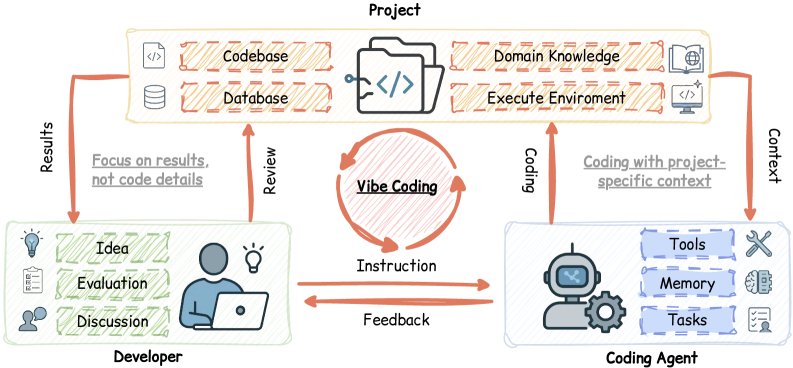 Project
Codebase
Domain Knowledge
Database
Execute Enviroment
Results
Focus on results,
not code details
Review
Vibe Coding
Coding
Coding with project-
specific context
Context
Idea
Evaluation
Discussion
Instruction
Feedback
Tools
Memory
Tasks
Developer
Coding Agent